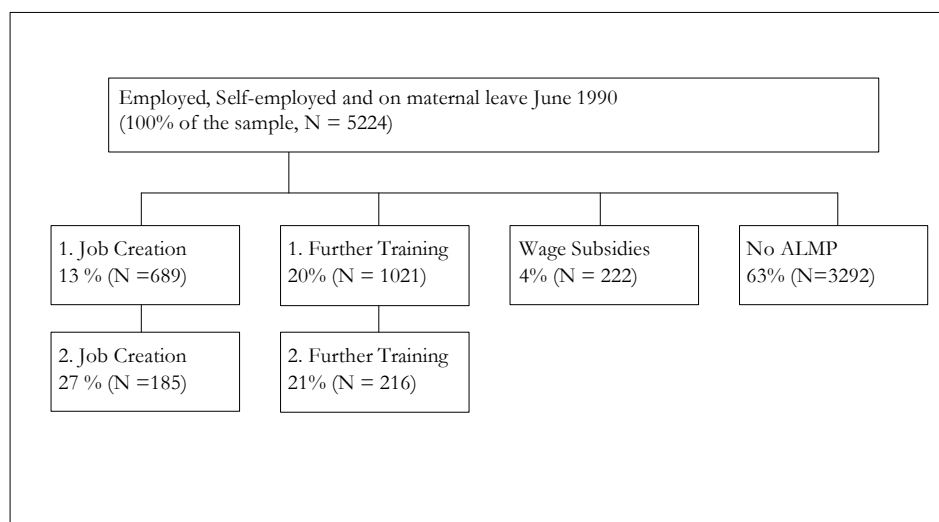 Employed, Self-employed and on maternal leave June 1990
(100% of the sample, N = 5224)
1. Job Creation
13 % (N =689)
1. Further Training
20% (N = 1021)
Wage Subsidies
4% (N = 222)
No ALMP
63% (N=3292)
2. Job Creation
27 % (N =185)
2. Further Training
21% (N = 216)